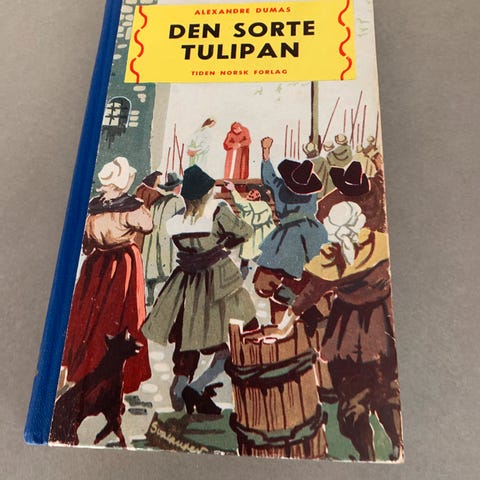 ALEXANDRE DUMAS
DEN SORTE
TULIPAN
TIDEN NORSK FORLAG